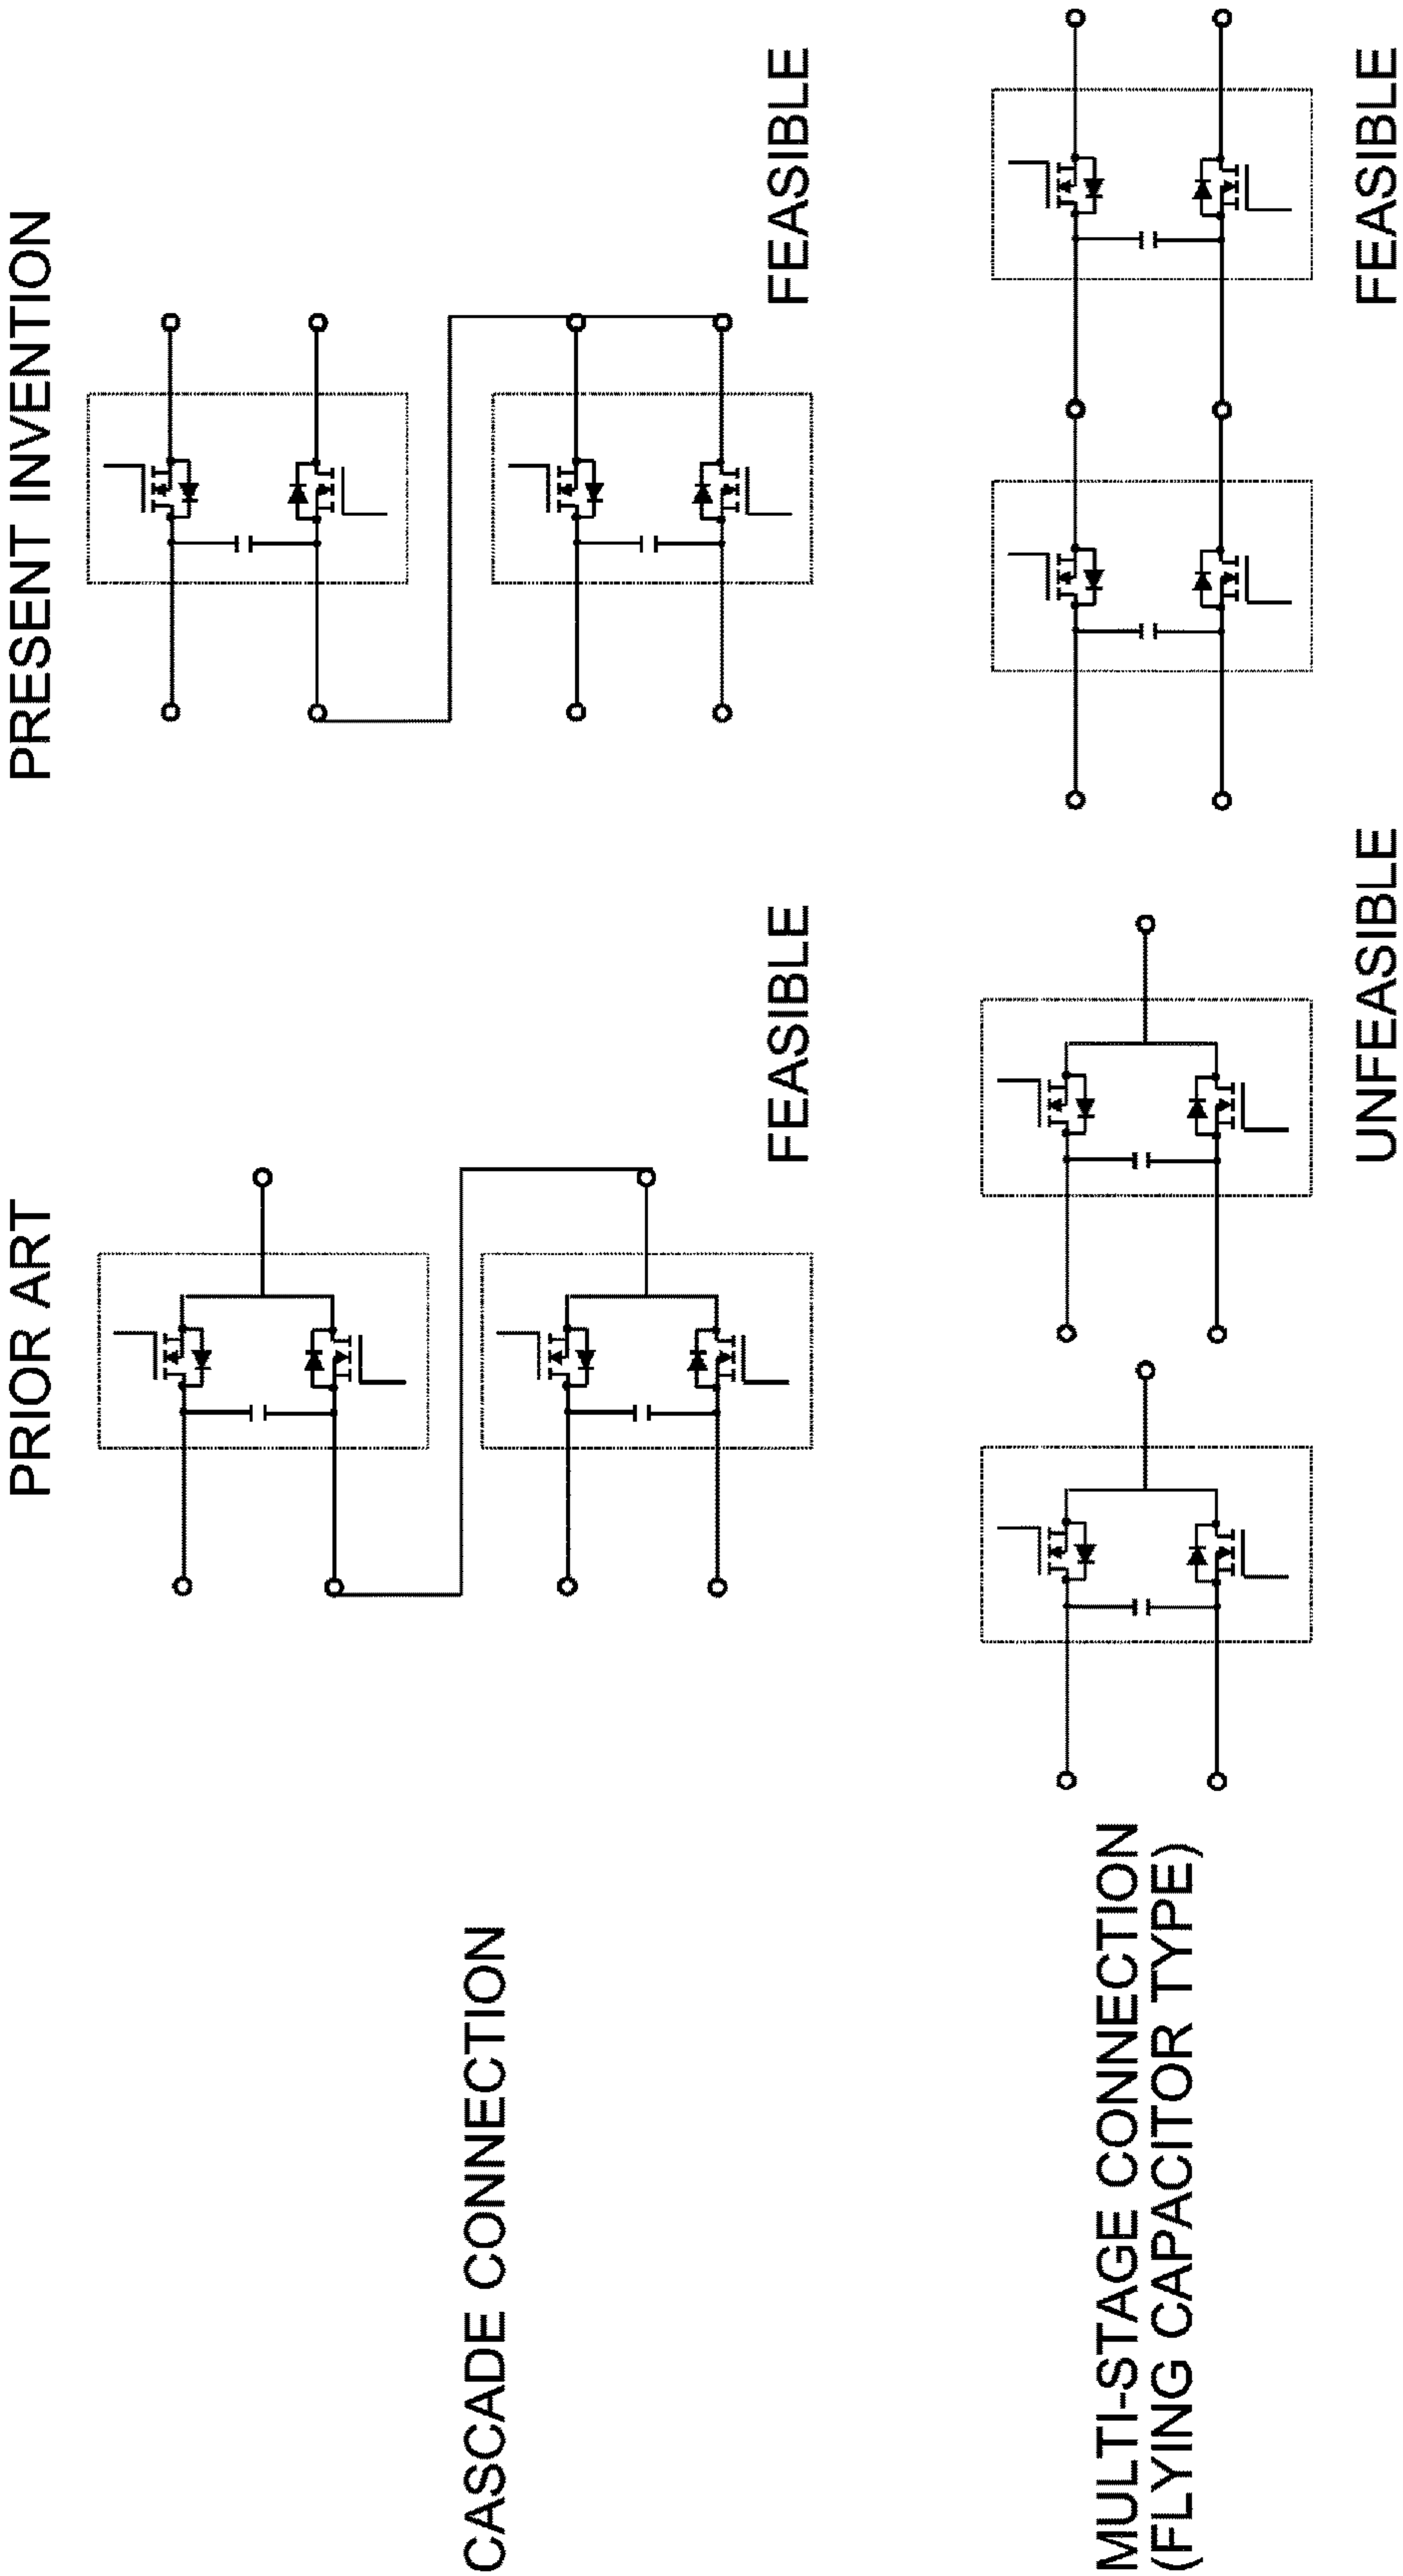 PRIOR ART
PRESENT INVENTION
CASCADE CONNECTION
FEASIBLE
FEASIBLE
MULTI-STAGE CONNECTION
(FLYING CAPACITOR TYPE)
UNFEASIBLE
FEASIBLE